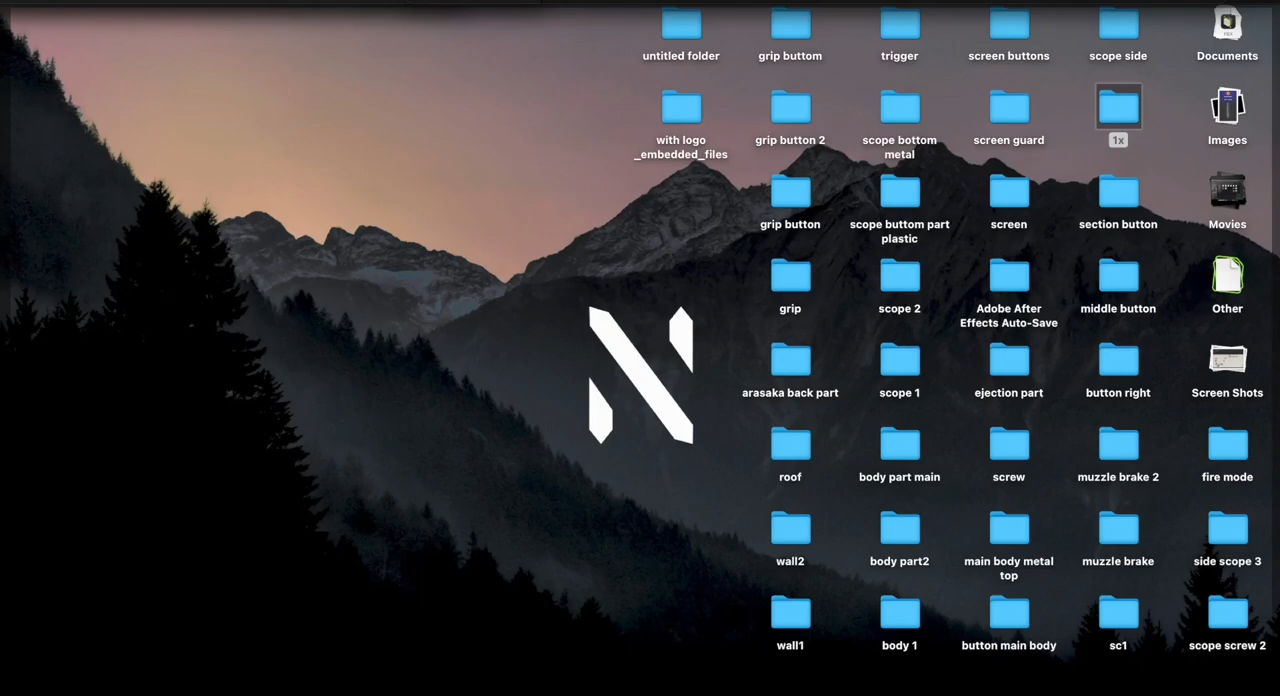 untitled folder
grip buttom
trigger
screen buttons
scope side
Documents
with logo
_embedded_files
grip button 2
scope bottom
metal
screen guard
1x
Images
grip button
scope buttom part
plastic
screen
section button
Movies
grip
scope 2
Adobe After
Effects Auto-Save
middle button
Other
arasaka back part
scope 1
ejection part
button right
Screen Shots
roof
body part main
screw
muzzle brake 2
fire mode
wall2
body part2
main body metal
top
muzzle brake
side scope 3
wall1
body 1
button main body
sc1
scope screw 2